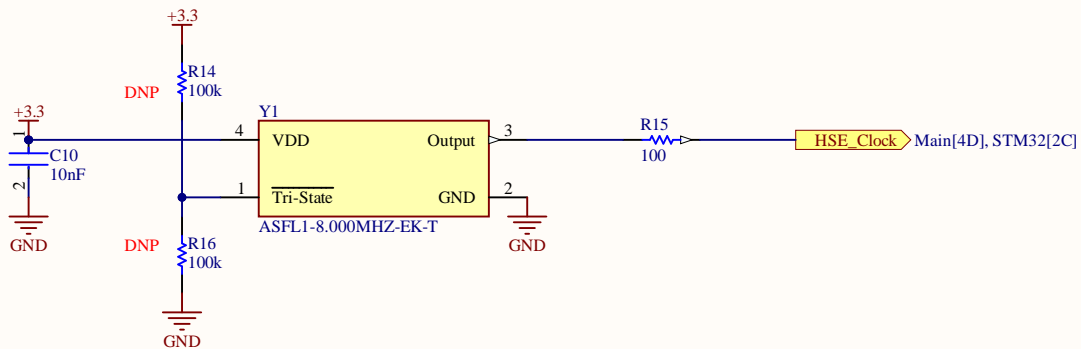 +3.3
R14
100k
DNP
+3.3
1
C10
10nF
2
GND
Y1
4
VDD
Output
3
R15
100
HSE_Clock
Main[4D], STM32[2C]
1
Tri-State
GND
2
ASFL1-8.000MHZ-EK-T
GND
DNP
R16
100k
GND